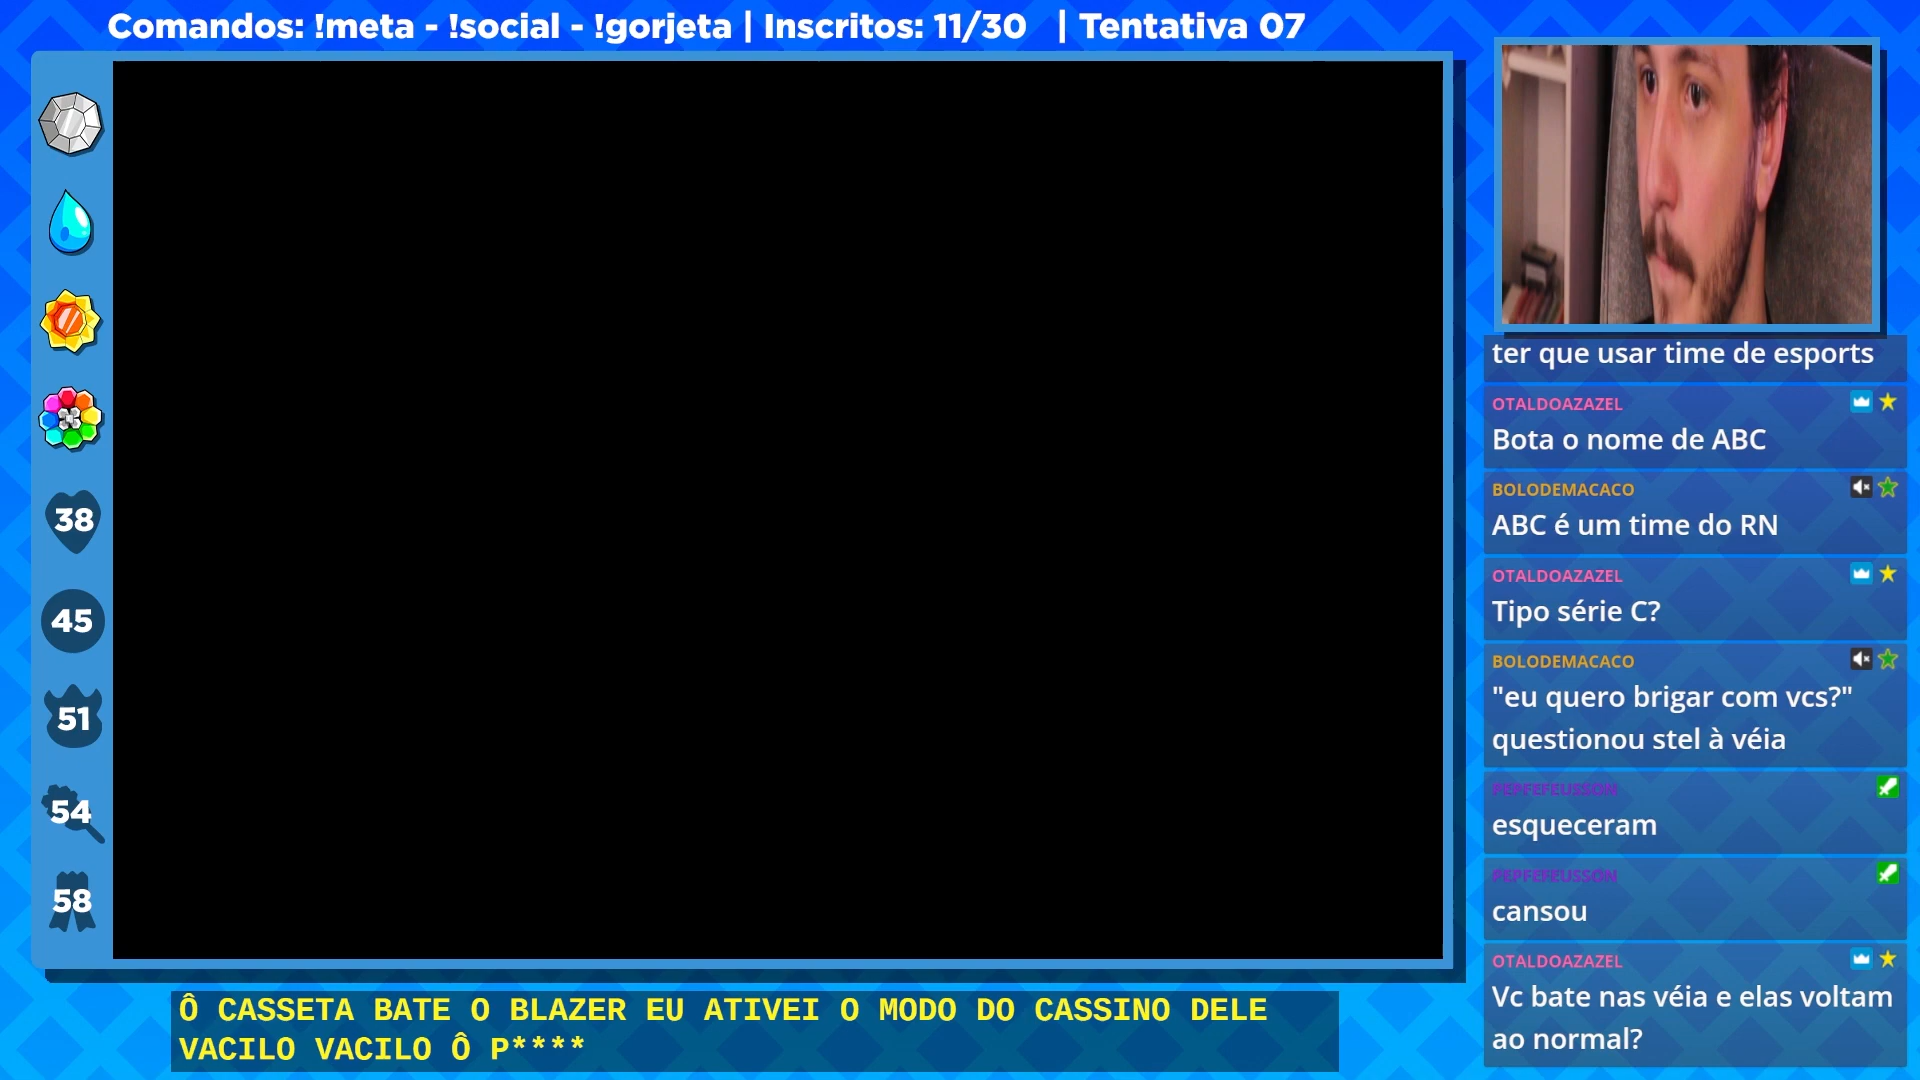 Comandos: !meta - !social - !gorjeta | Inscritos: 11/30 | Tentativa 07
38
45
51
54
58
ter que usar time de esports
OTALDOAZAZEL
Bota o nome de ABC
BOLODEMACACO
ABC é um time do RN
OTALDOAZAZEL
Tipo série C?
BOLODEMACACO
"eu quero brigar com vcs?"
questionou stel à véia
PEPFEFEUSSON
esqueceram
PEPFEFEUSSON
cansou
OTALDOAZAZEL
Vc bate nas véia e elas voltam
ao normal?
Ô CASSETA BATE O BLAZER EU ATIVEI O MODO DO CASSINO DELE
VACILO VACILO Ô P****